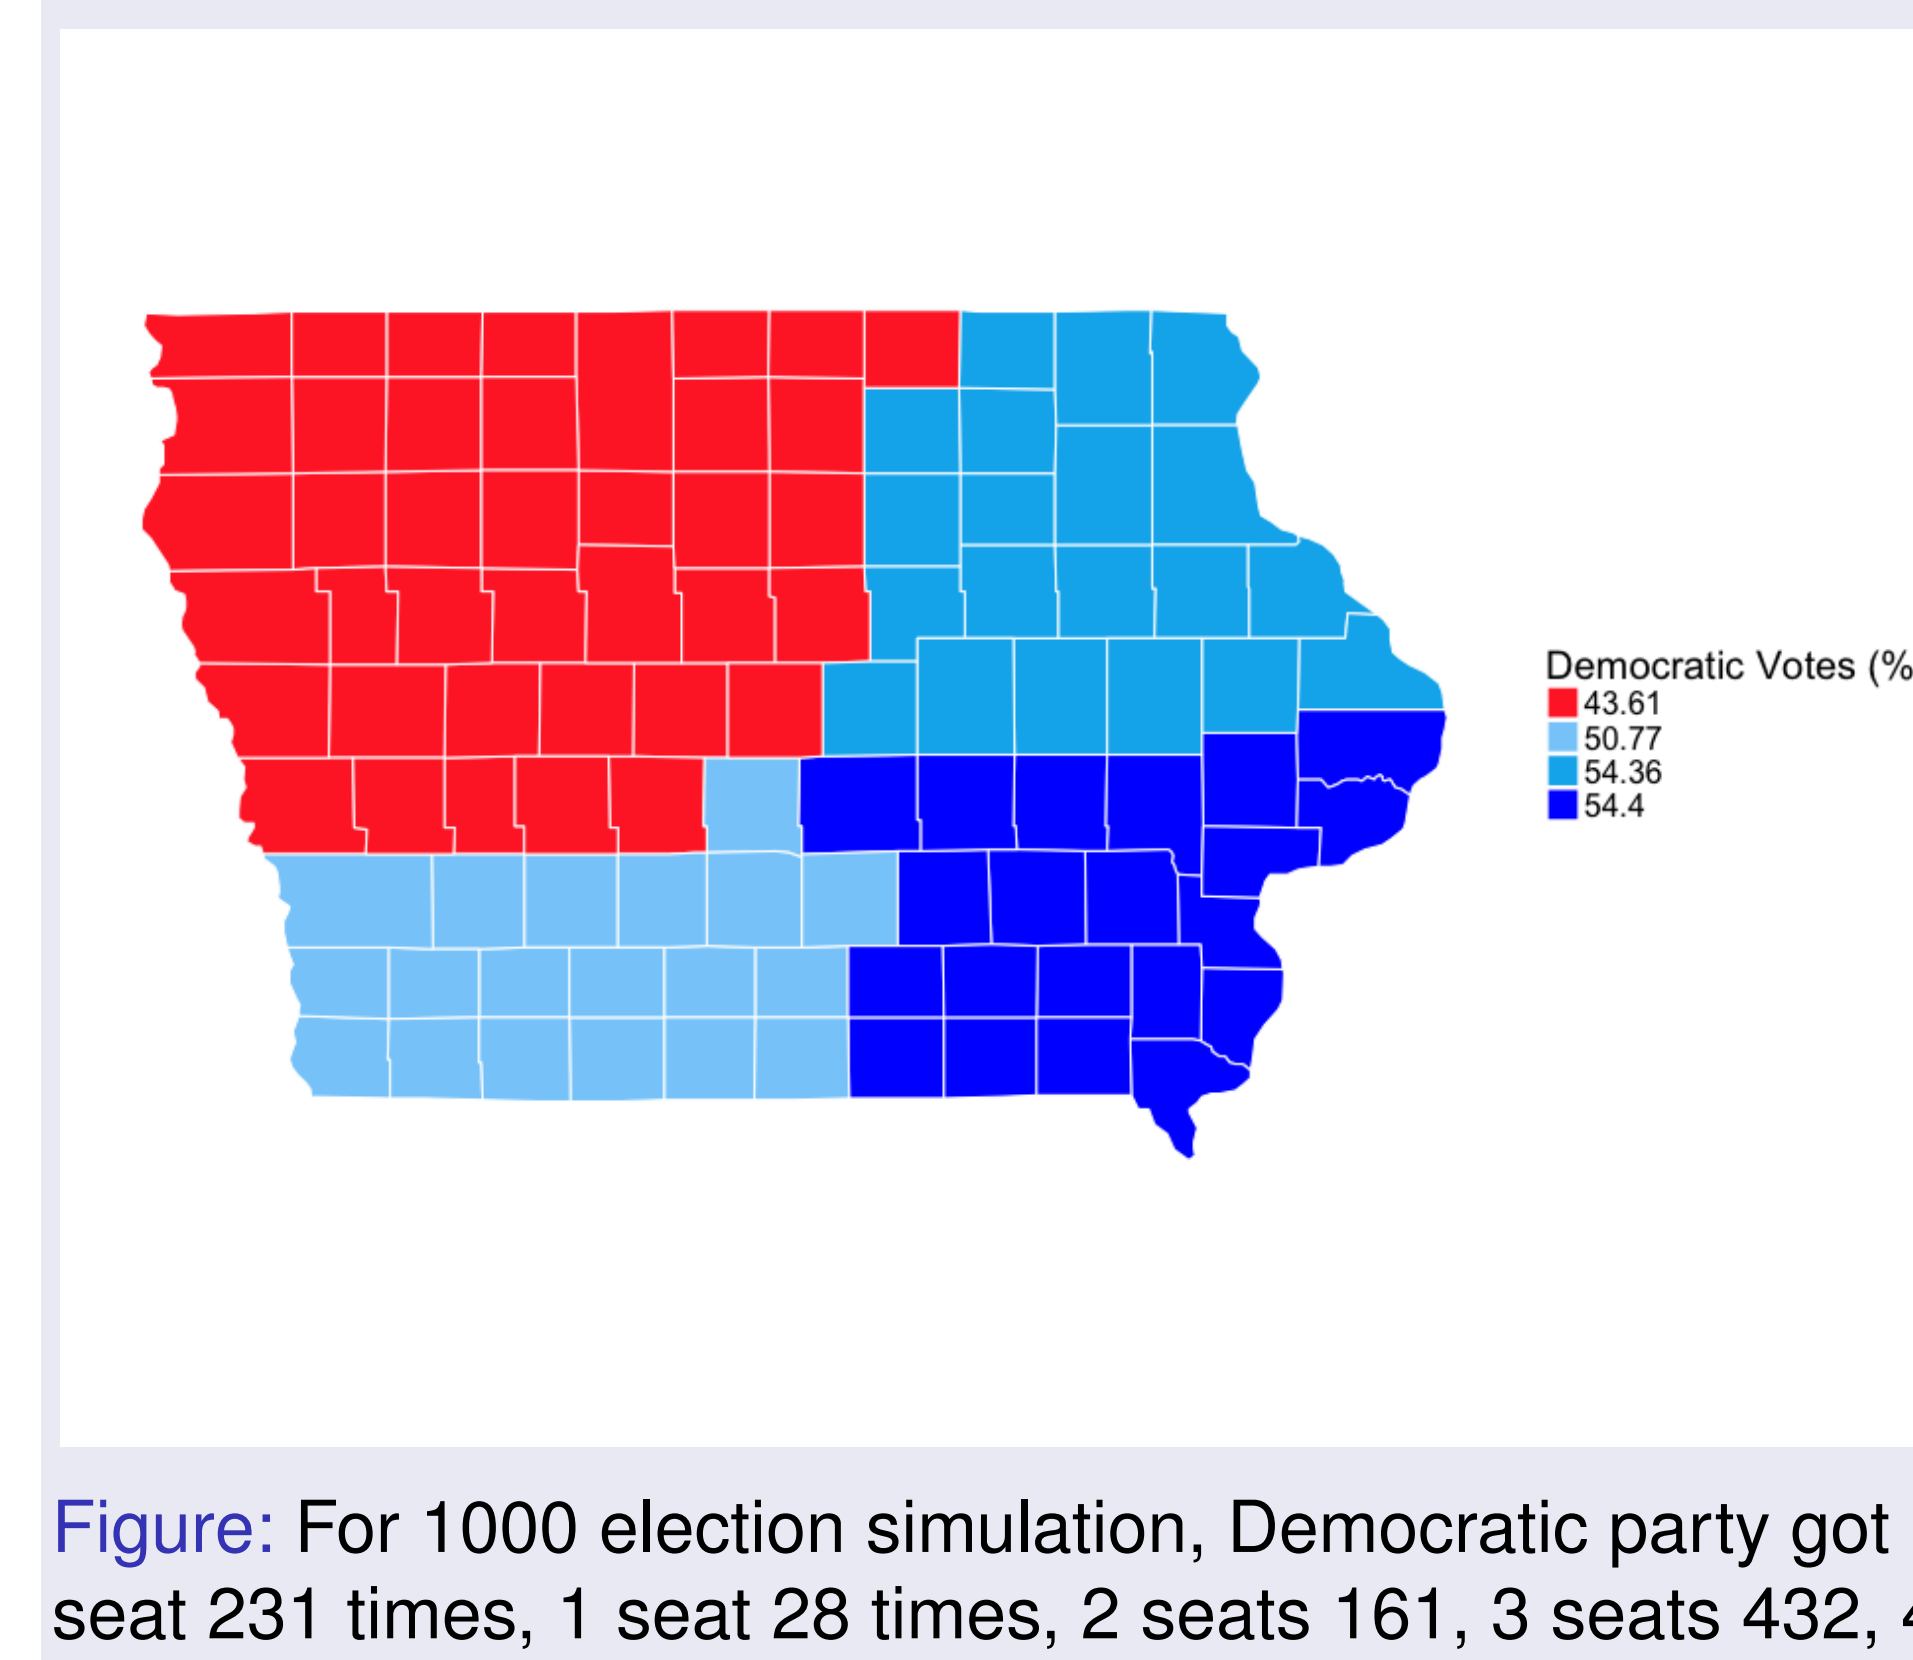 Democratic Votes (%
43.61
50.77
54.36
54.4
Figure: For 1000 election simulation, Democratic party got
seat 231 times, 1 seat 28 times, 2 seats 161, 3 seats 432,